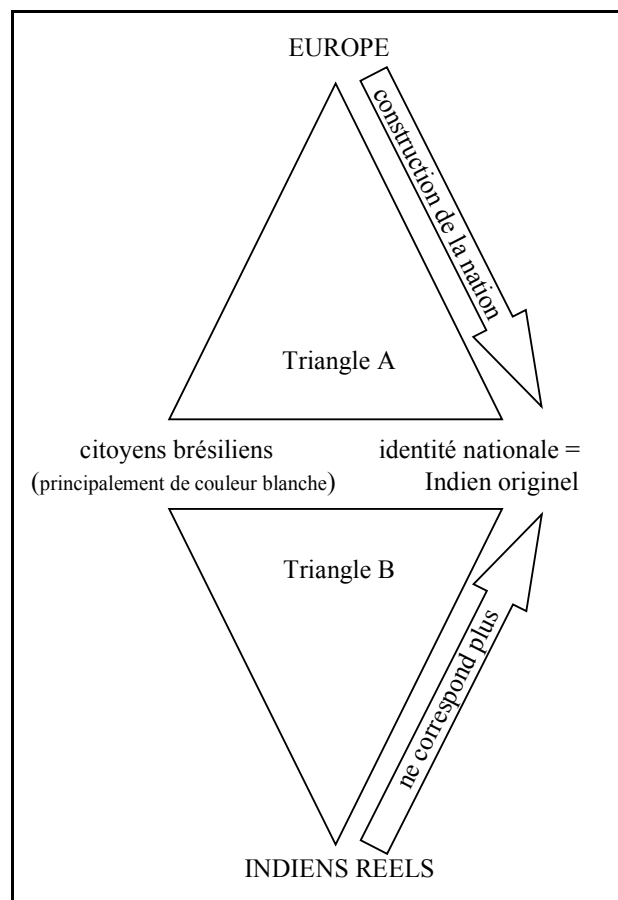 EUROPE
construction de la nation
Triangle A
citoyens brésiliens
(principalement de couleur blanche)
identité nationale =
Indien originel
Triangle B
ne correspond plus
INDIENS REELS